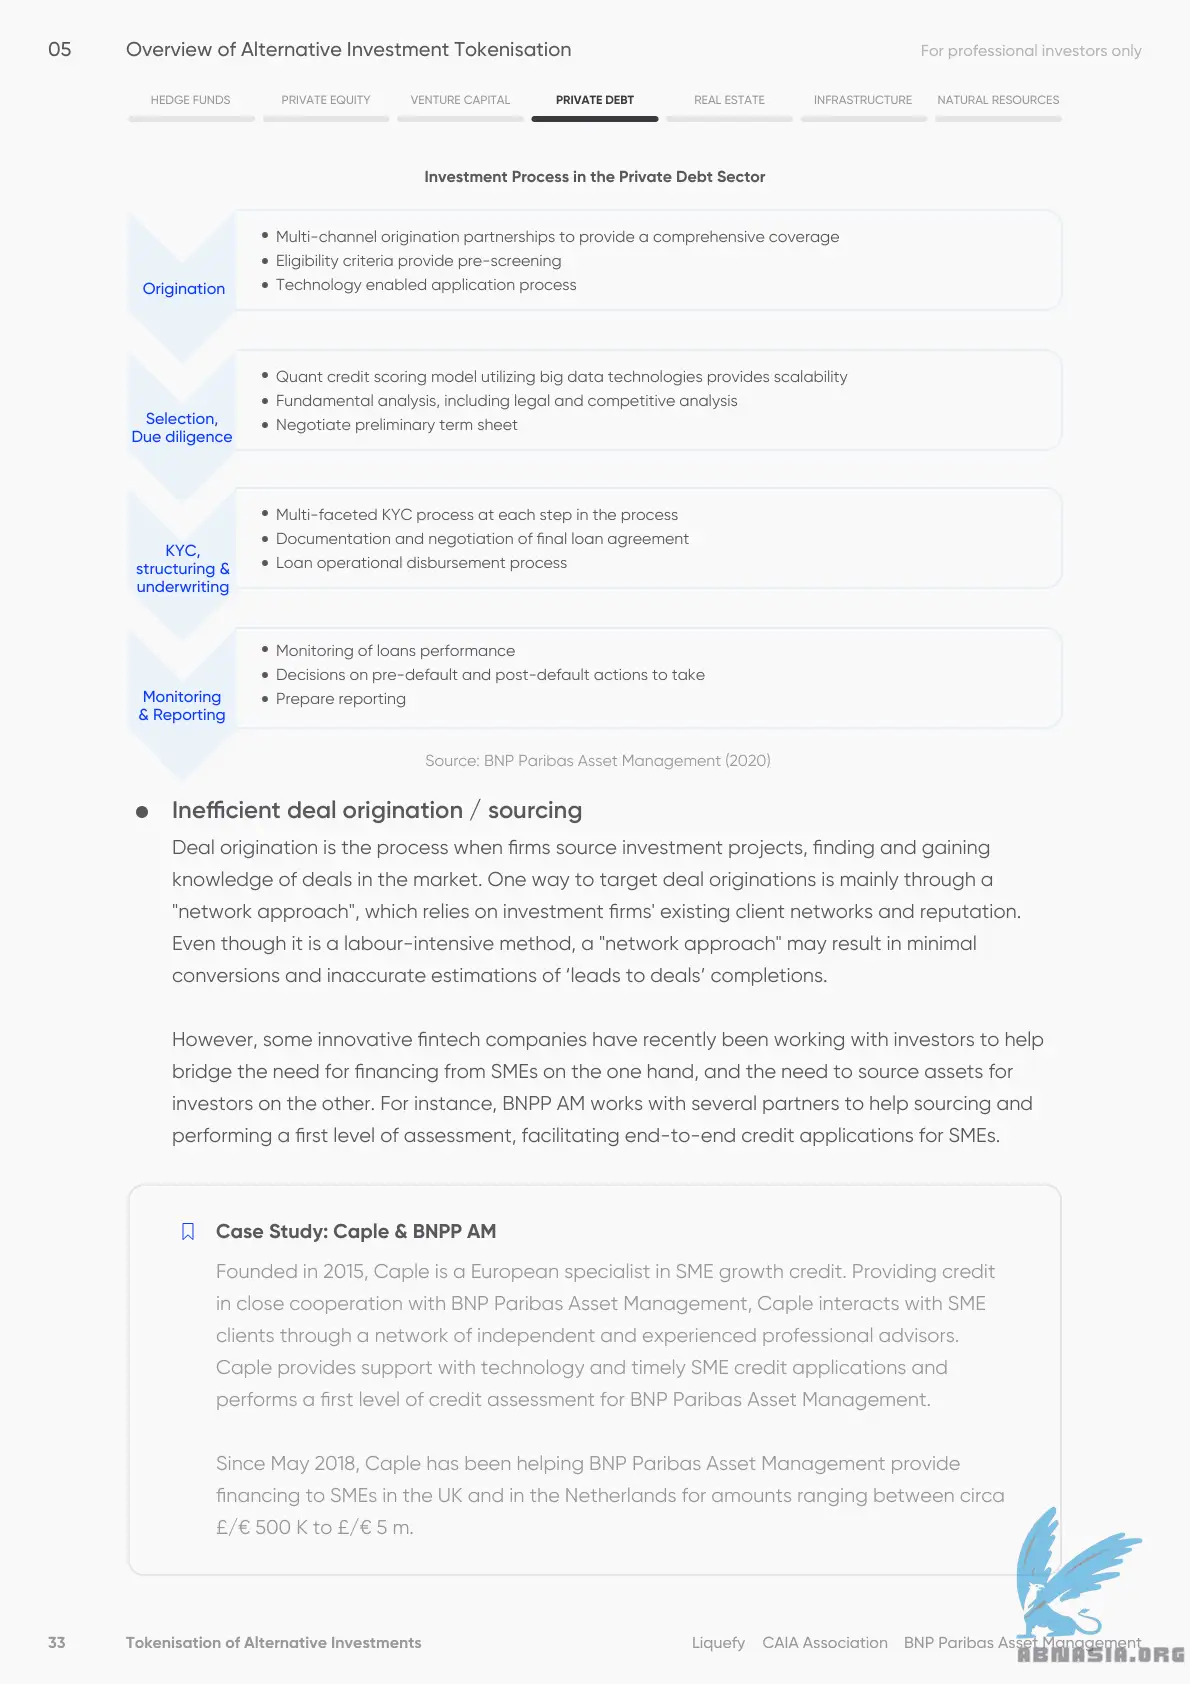 05 Overview of Alternative Investment Tokenisation For professional investors only
HEDGE FUNDS PRIVATE EQUITY VENTURE CAPITAL PRIVATE DEBT REAL ESTATE INFRASTRUCTURE NATURAL RESOURCES
Investment Process in the Private Debt Sector
Origination
• Multi-channel origination partnerships to provide a comprehensive coverage
• Eligibility criteria provide pre-screening
• Technology enabled application process
Selection,
Due diligence
• Quant credit scoring model utilizing big data technologies provides scalability
• Fundamental analysis, including legal and competitive analysis
• Negotiate preliminary term sheet
KYC,
structuring &
underwriting
• Multi-faceted KYC process at each step in the process
• Documentation and negotiation of final loan agreement
• Loan operational disbursement process
Monitoring
& Reporting
• Monitoring of loans performance
• Decisions on pre-default and post-default actions to take
• Prepare reporting
Source: BNP Paribas Asset Management (2020)
• Inefficient deal origination / sourcing
Deal origination is the process when firms source investment projects, finding and gaining
knowledge of deals in the market. One way to target deal originations is mainly through a
"network approach", which relies on investment firms' existing client networks and reputation.
Even though it is a labour-intensive method, a "network approach" may result in minimal
conversions and inaccurate estimations of ‘leads to deals’ completions.
However, some innovative fintech companies have recently been working with investors to help
bridge the need for financing from SMEs on the one hand, and the need to source assets for
investors on the other. For instance, BNPP AM works with several partners to help sourcing and
performing a first level of assessment, facilitating end-to-end credit applications for SMEs.
Case Study: Caple & BNPP AM
Founded in 2015, Caple is a European specialist in SME growth credit. Providing credit
in close cooperation with BNP Paribas Asset Management, Caple interacts with SME
clients through a network of independent and experienced professional advisors.
Caple provides support with technology and timely SME credit applications and
performs a first level of credit assessment for BNP Paribas Asset Management.
Since May 2018, Caple has been helping BNP Paribas Asset Management provide
financing to SMEs in the UK and in the Netherlands for amounts ranging between circa
£/€ 500 K to £/€ 5 m.
33 Tokenisation of Alternative Investments Liquefy CAIA Association BNP Paribas Asset Management
ABNASIA.ORG